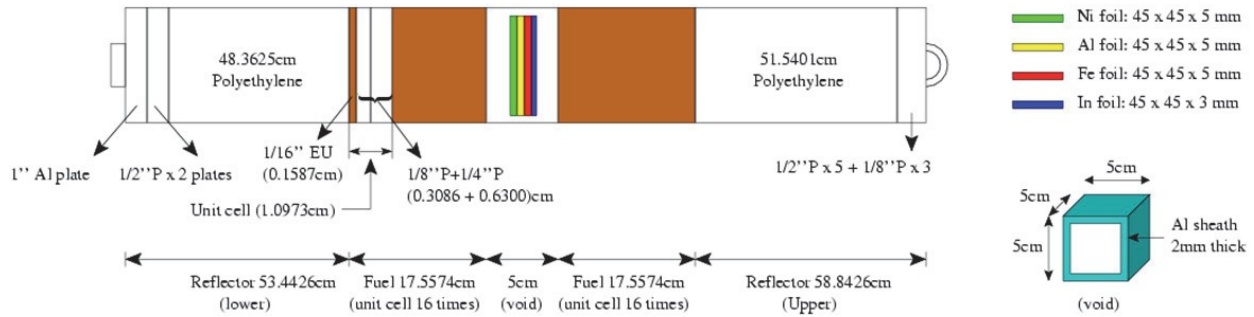 48.3625cm
Polyethylene
51.5401cm
Polyethylene
1’’ Al plate
1/2’’P x 2 plates
1/16’’ EU
(0.1587cm)
Unit cell (1.0973cm)
1/8’’P+1/4’’P
(0.3086 + 0.6300)cm
1/2’’P x 5 + 1/8’’P x 3
Reflector 53.4426cm
(lower)
Fuel 17.5574cm
(unit cell 16 times)
5cm
(void)
Fuel 17.5574cm
(unit cell 16 times)
Reflector 58.8426cm
(Upper)
Ni foil: 45 x 45 x 5 mm
Al foil: 45 x 45 x 5 mm
Fe foil: 45 x 45 x 5 mm
In foil: 45 x 45 x 3 mm
5cm
5cm
5cm
Al sheath
2mm thick
(void)